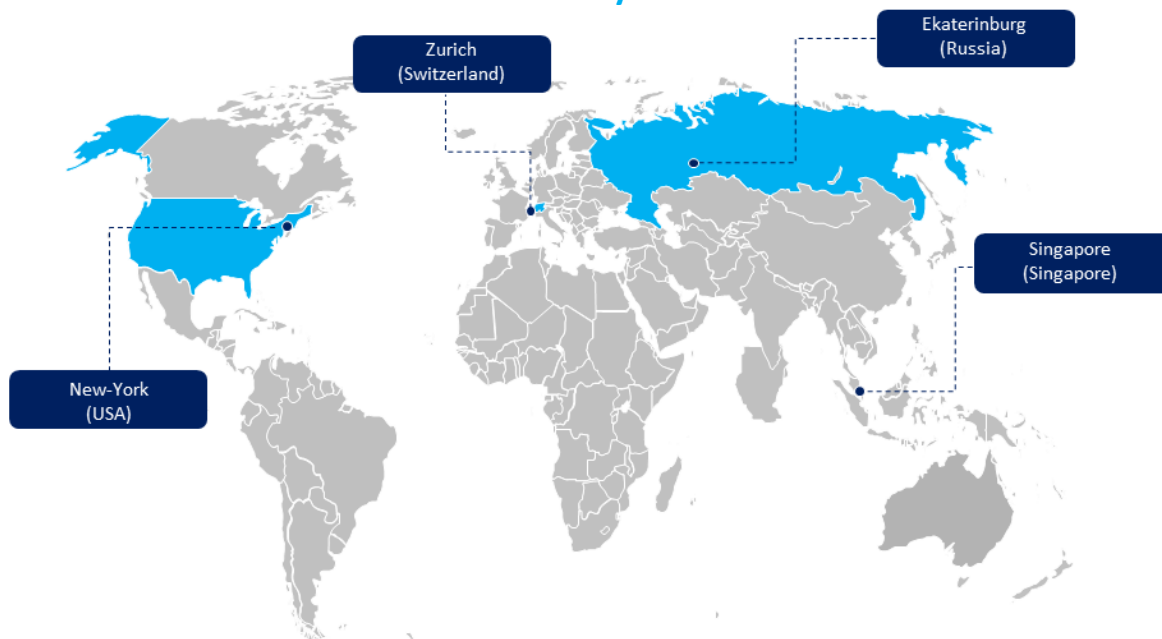 Ekaterinburg
(Russia)
Zurich
(Switzerland)
Singapore
(Singapore)
New-York
(USA)